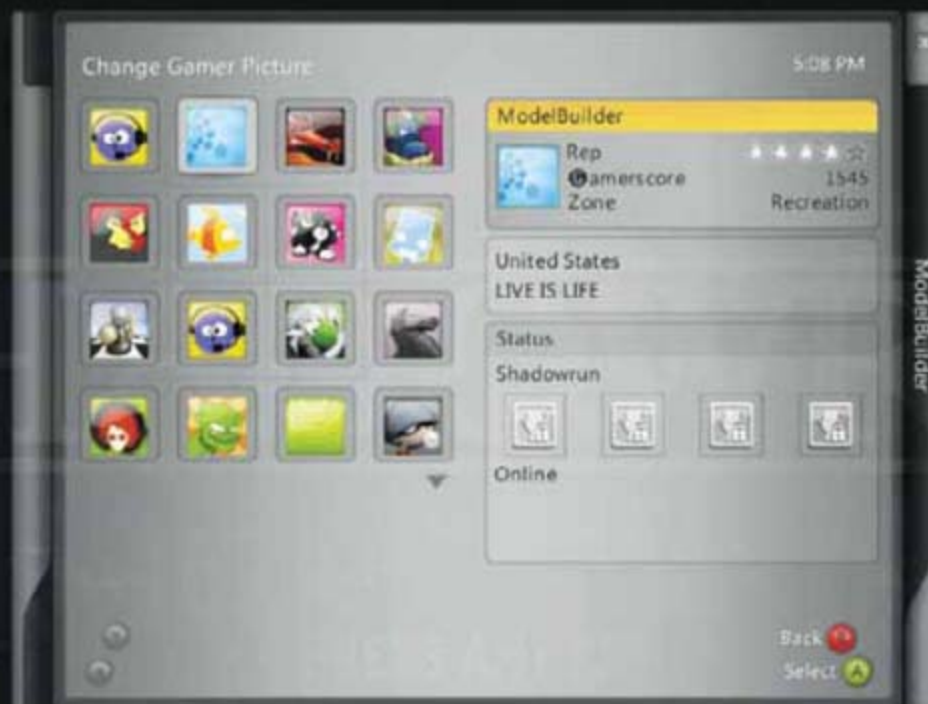 Change Gamer Picture
5:08 PM
ModelBuilder
Rep
Gamerscore 1545
Zone Recreation
United States
LIVE IS LIFE
Status
Shadowrun
Online
Back
Select A
ModelBuilder